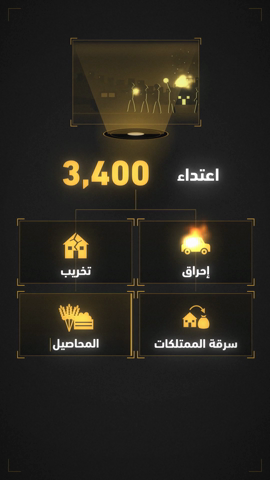 اعتداء 3,400
إحراق
تخريب
سرقة الممتلكات
المحاصيل